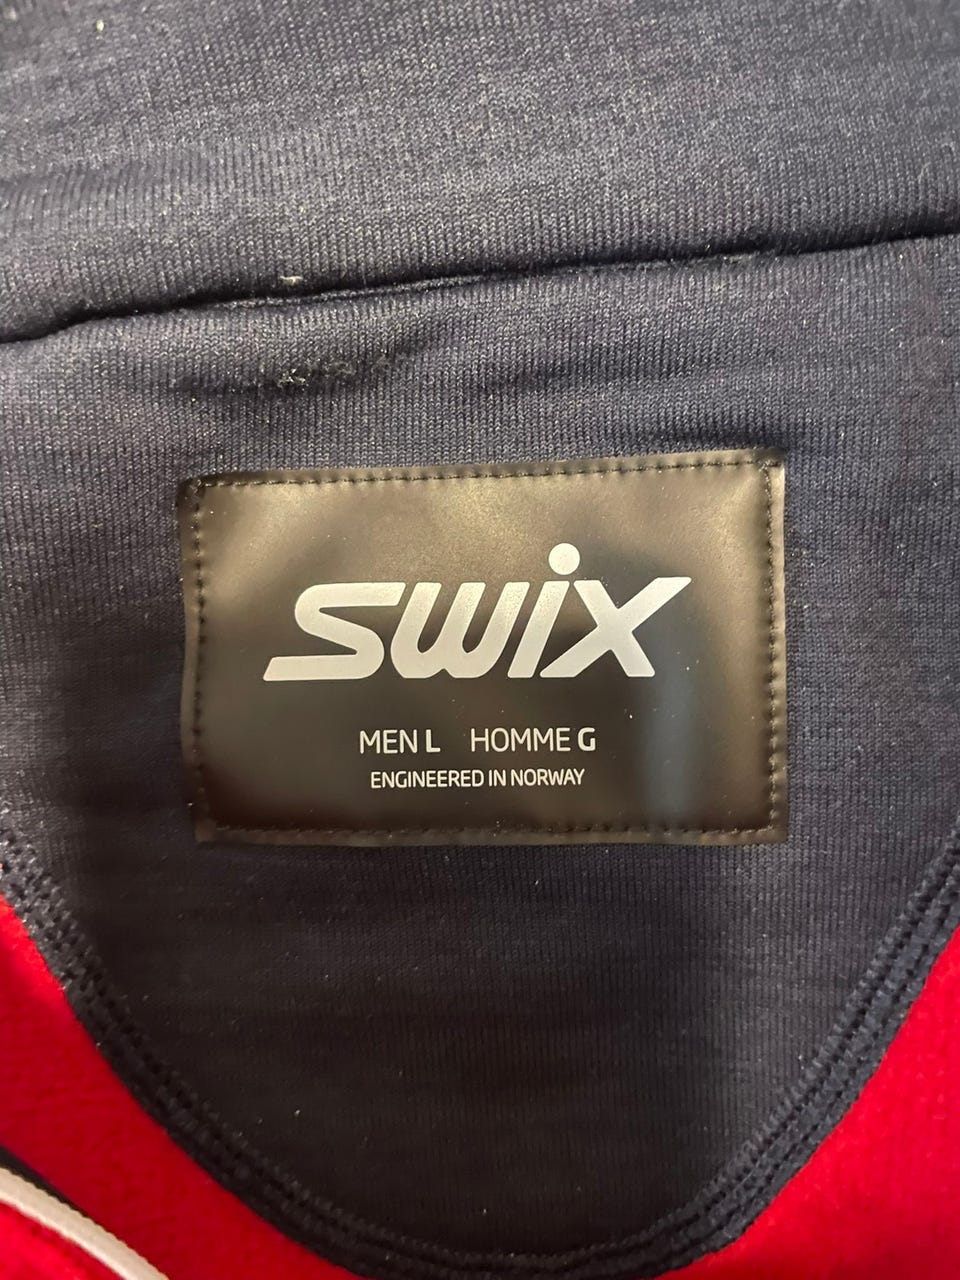 swix
MEN L HOMME G
ENGINEERED IN NORWAY